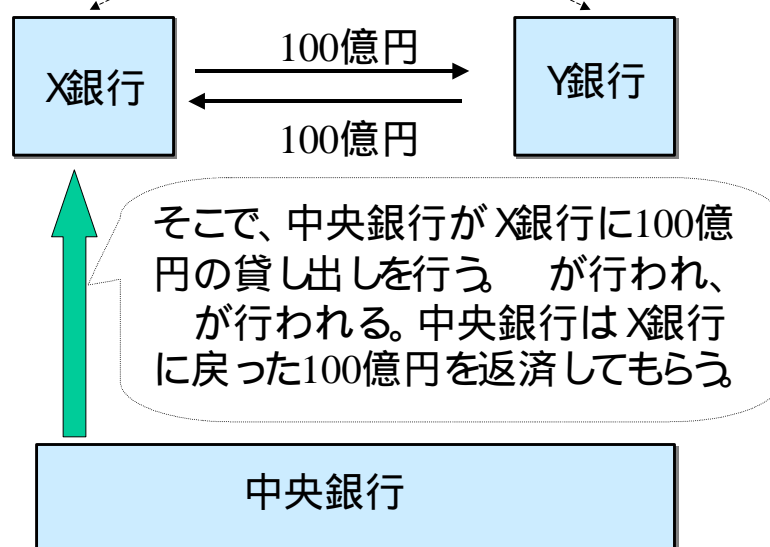 100億円
X銀行
Y銀行
100億円
そこで、中央銀行がX銀行に100億
円の貸し出しを行う。 が行われ、
が行われる。中央銀行はX銀行
に戻った100億円を返済してもらう。
中央銀行